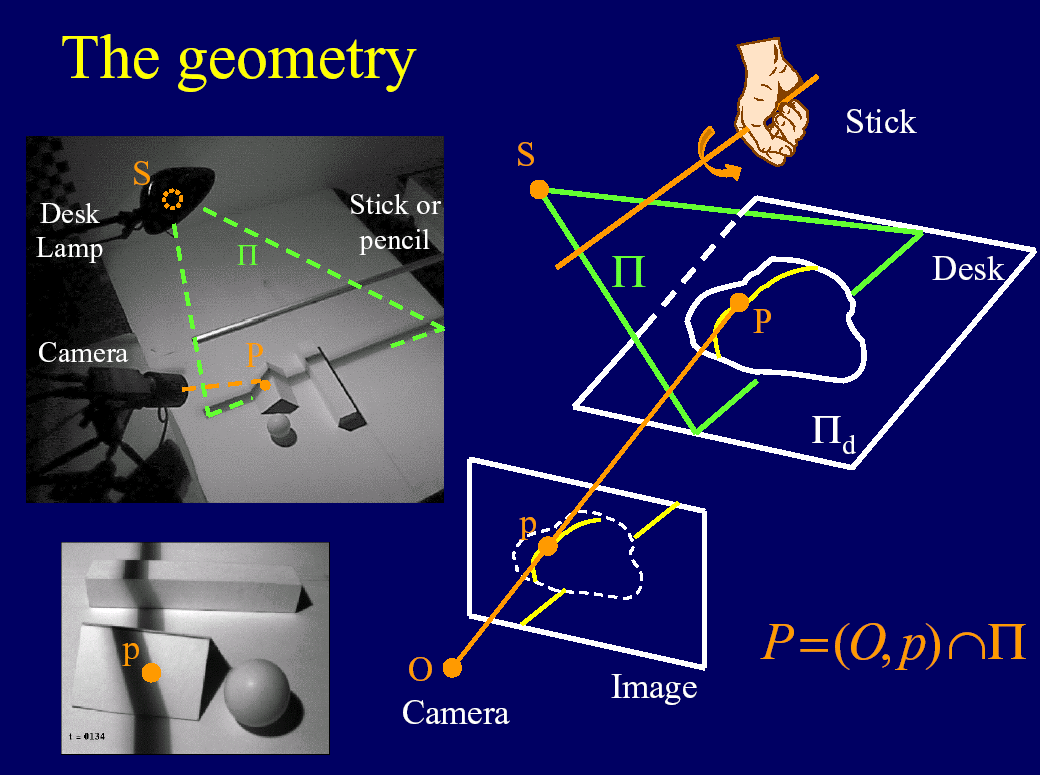 The geometry
S
Desk
Lamp
Π
Stick or
pencil
Camera
P
p
t = 0134
Stick
S
Π
Desk
P
Π_d
p
O
Camera
Image
P=(O, p)∩Π